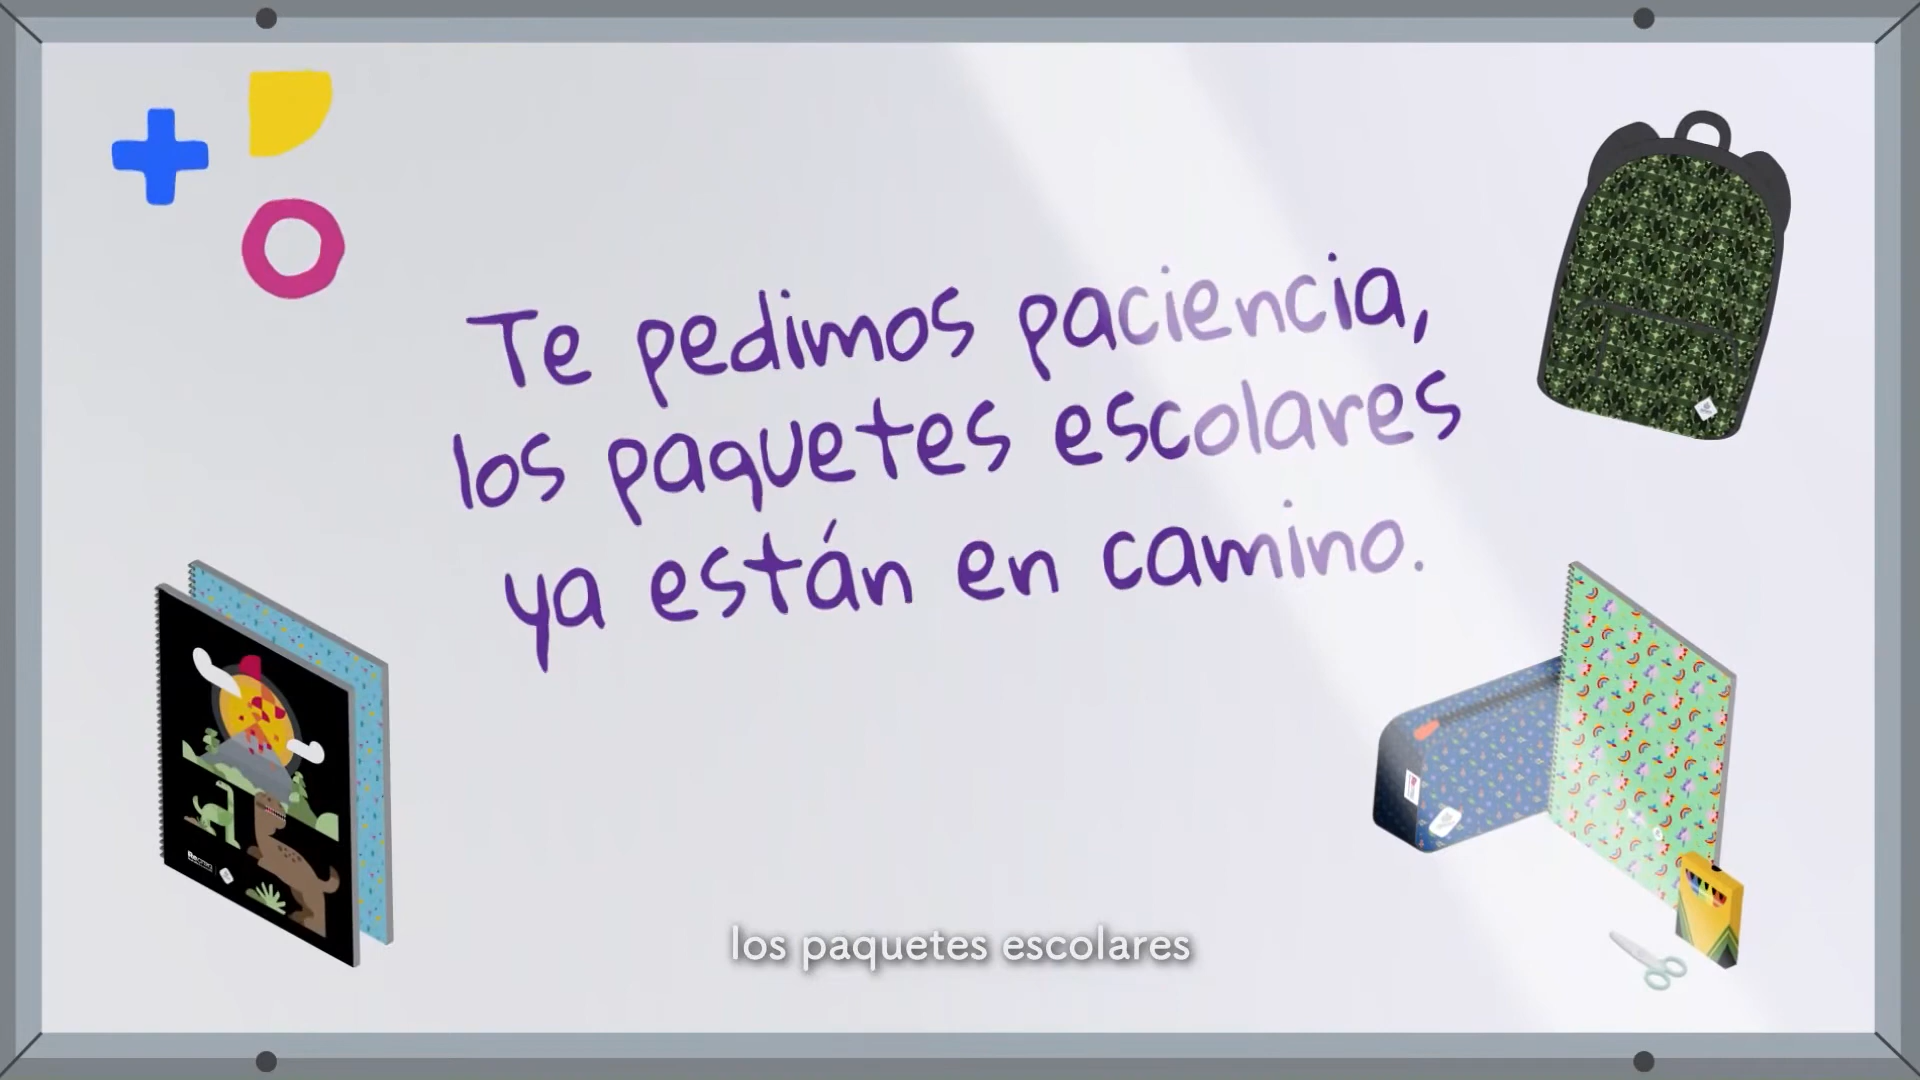 Te pedimos paciencia,
los paquetes escolares
ya están en camino.
los paquetes escolares